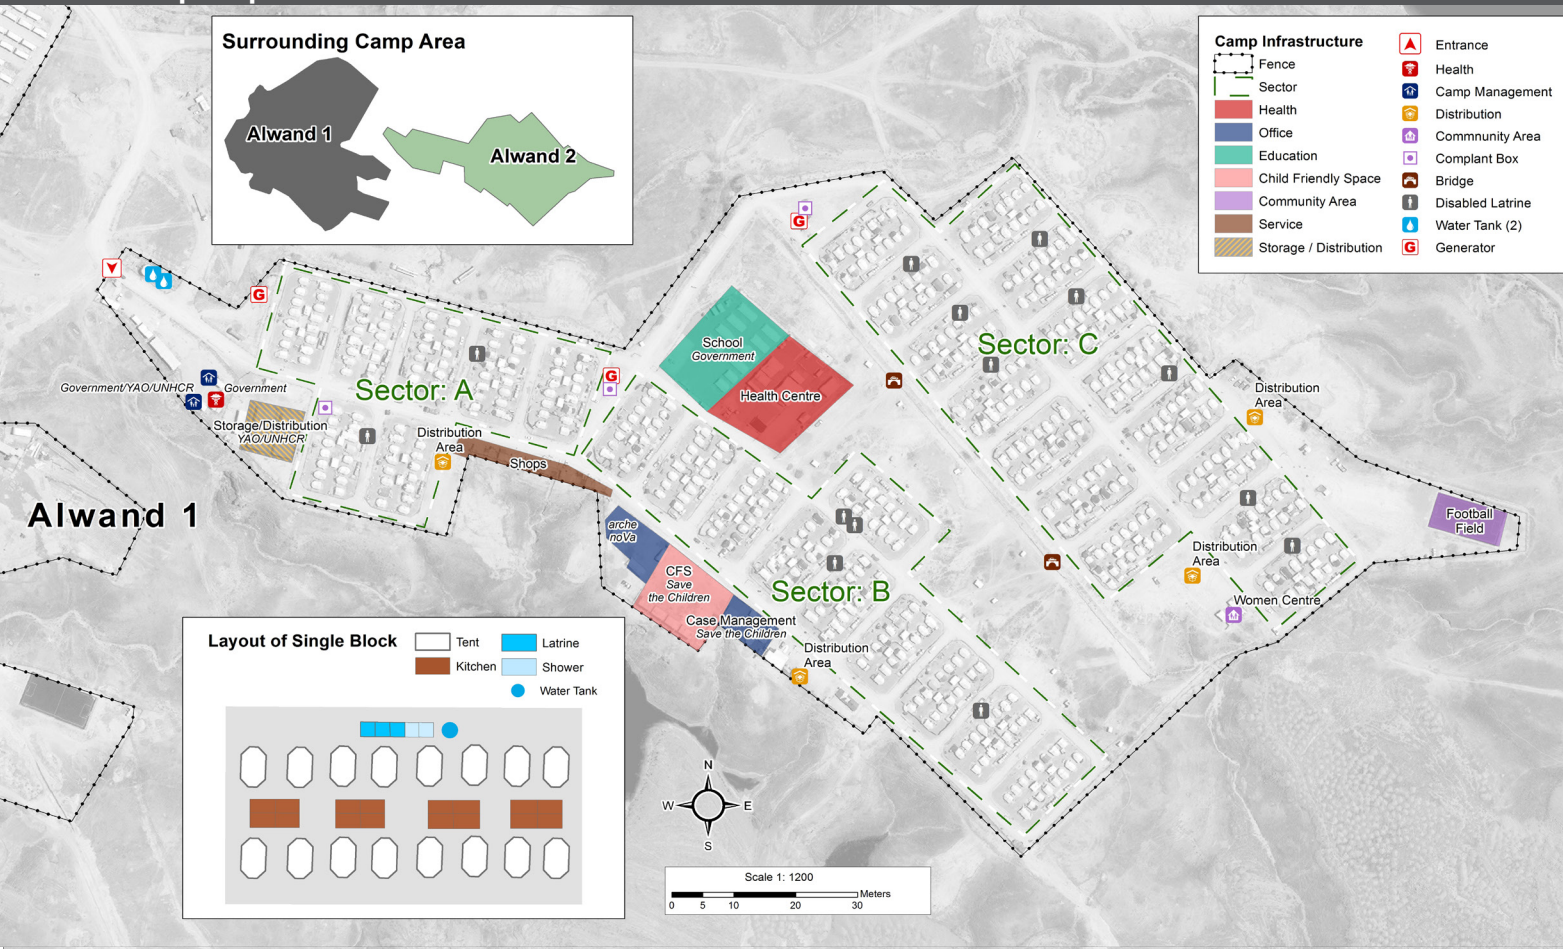 Surrounding Camp Area
Alwand 1
Alwand 2
Camp Infrastructure
Fence
Sector
Health
Office
Education
Child Friendly Space
Community Area
Service
Storage / Distribution
Entrance
Health
Camp Management
Distribution
Commnunity Area
Complant Box
Bridge
Disabled Latrine
Water Tank (2)
Generator
G
G
G
G
School
Government
Health Centre
Sector: C
Government/YAO/UNHCR
Government
Sector: A
Storage/Distribution
YAO/UNHCR
Distribution
Area
Shops
Distribution
Area
Football
Field
Alwand 1
arche
noVa
CFS
Save
the Children
Sector: B
Case Management
Save the Children
Distribution
Area
Distribution
Area
Women Centre
Layout of Single Block
Tent
Latrine
Kitchen
Shower
Water Tank
N
W
E
S
Scale 1: 1200
Meters
0 5 10 20 30